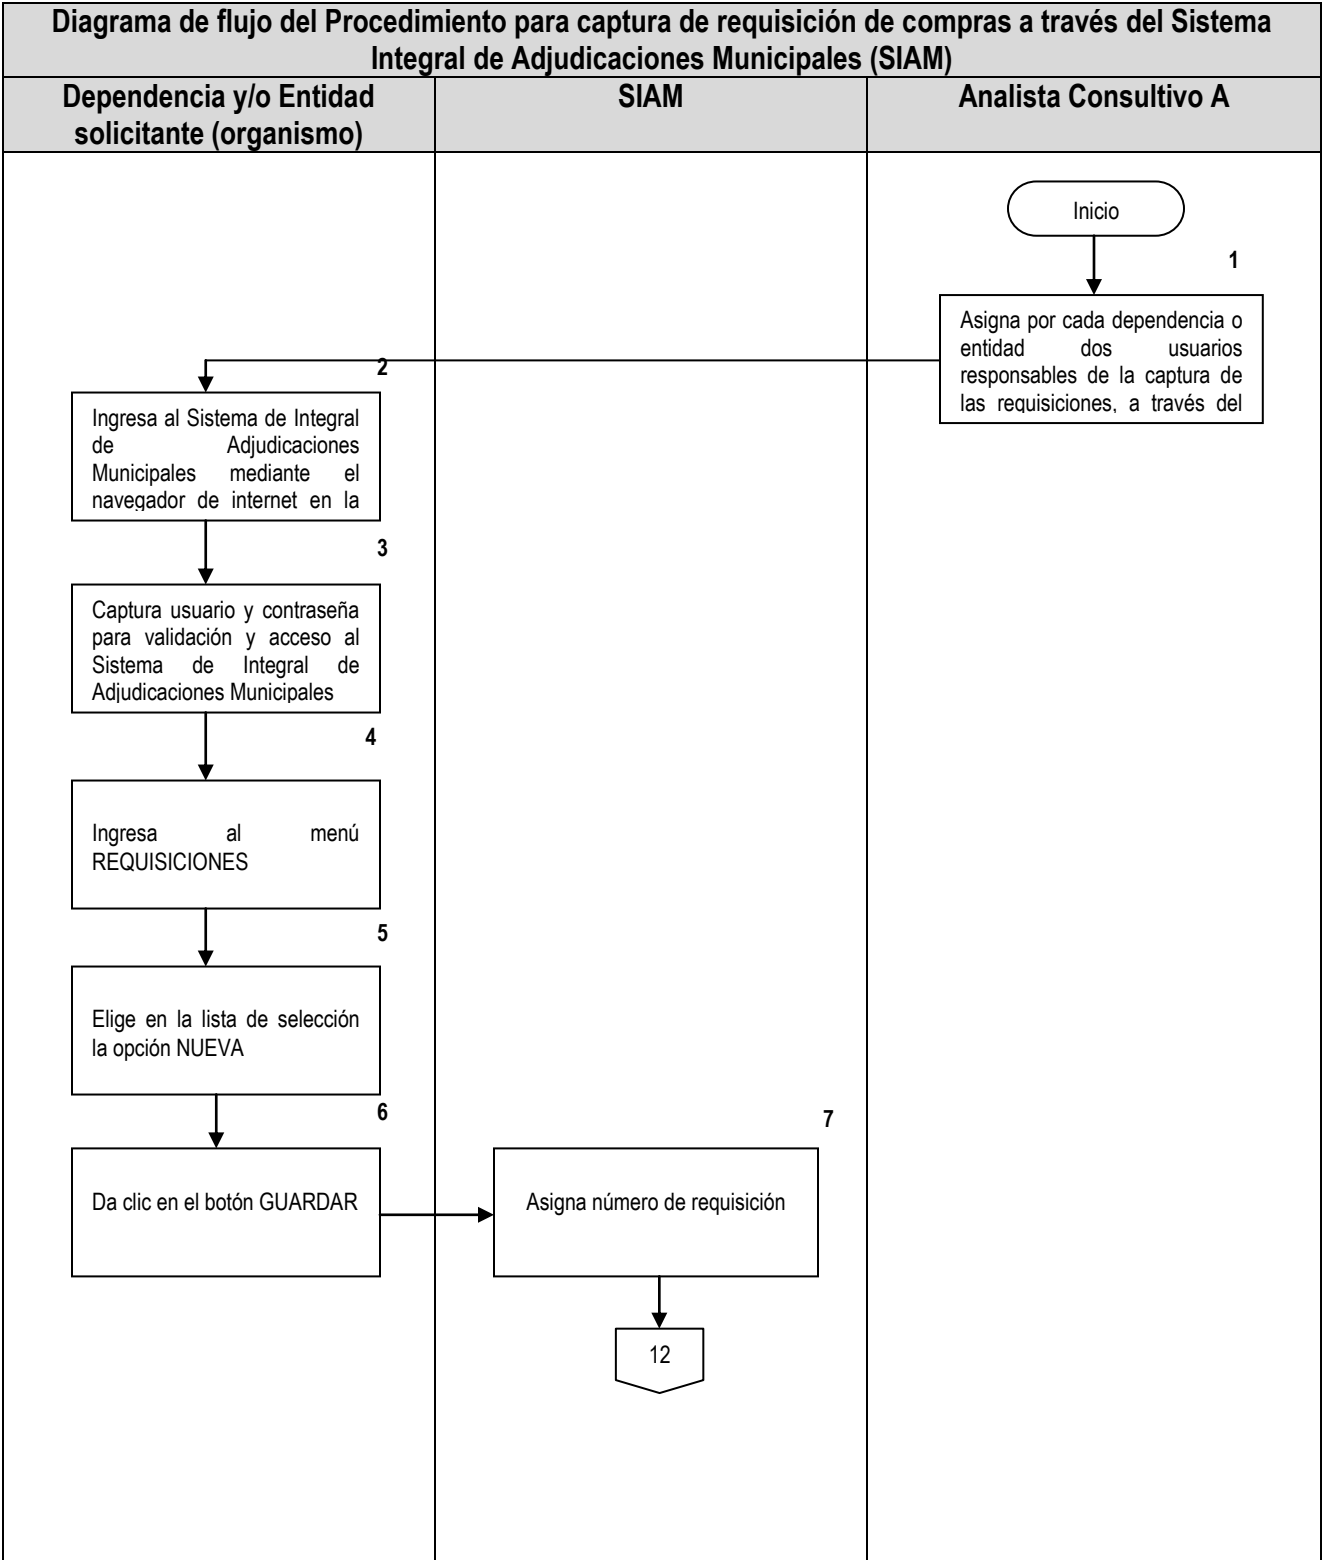 Diagrama de flujo del Procedimiento para captura de requisición de compras a través del Sistema
Integral de Adjudicaciones Municipales (SIAM)
Dependencia y/o Entidad
solicitante (organismo)
SIAM
Analista Consultivo A
Inicio
1
Asigna por cada dependencia o
entidad dos usuarios
responsables de la captura de
las requisiciones, a través del
2
Ingresa al Sistema de Integral
de Adjudicaciones
Municipales mediante el
navegador de internet en la
3
Captura usuario y contraseña
para validación y acceso al
Sistema de Integral de
Adjudicaciones Municipales
4
Ingresa al menú
REQUISICIONES
5
Elige en la lista de selección
la opción NUEVA
6
Da clic en el botón GUARDAR
7
Asigna número de requisición
12